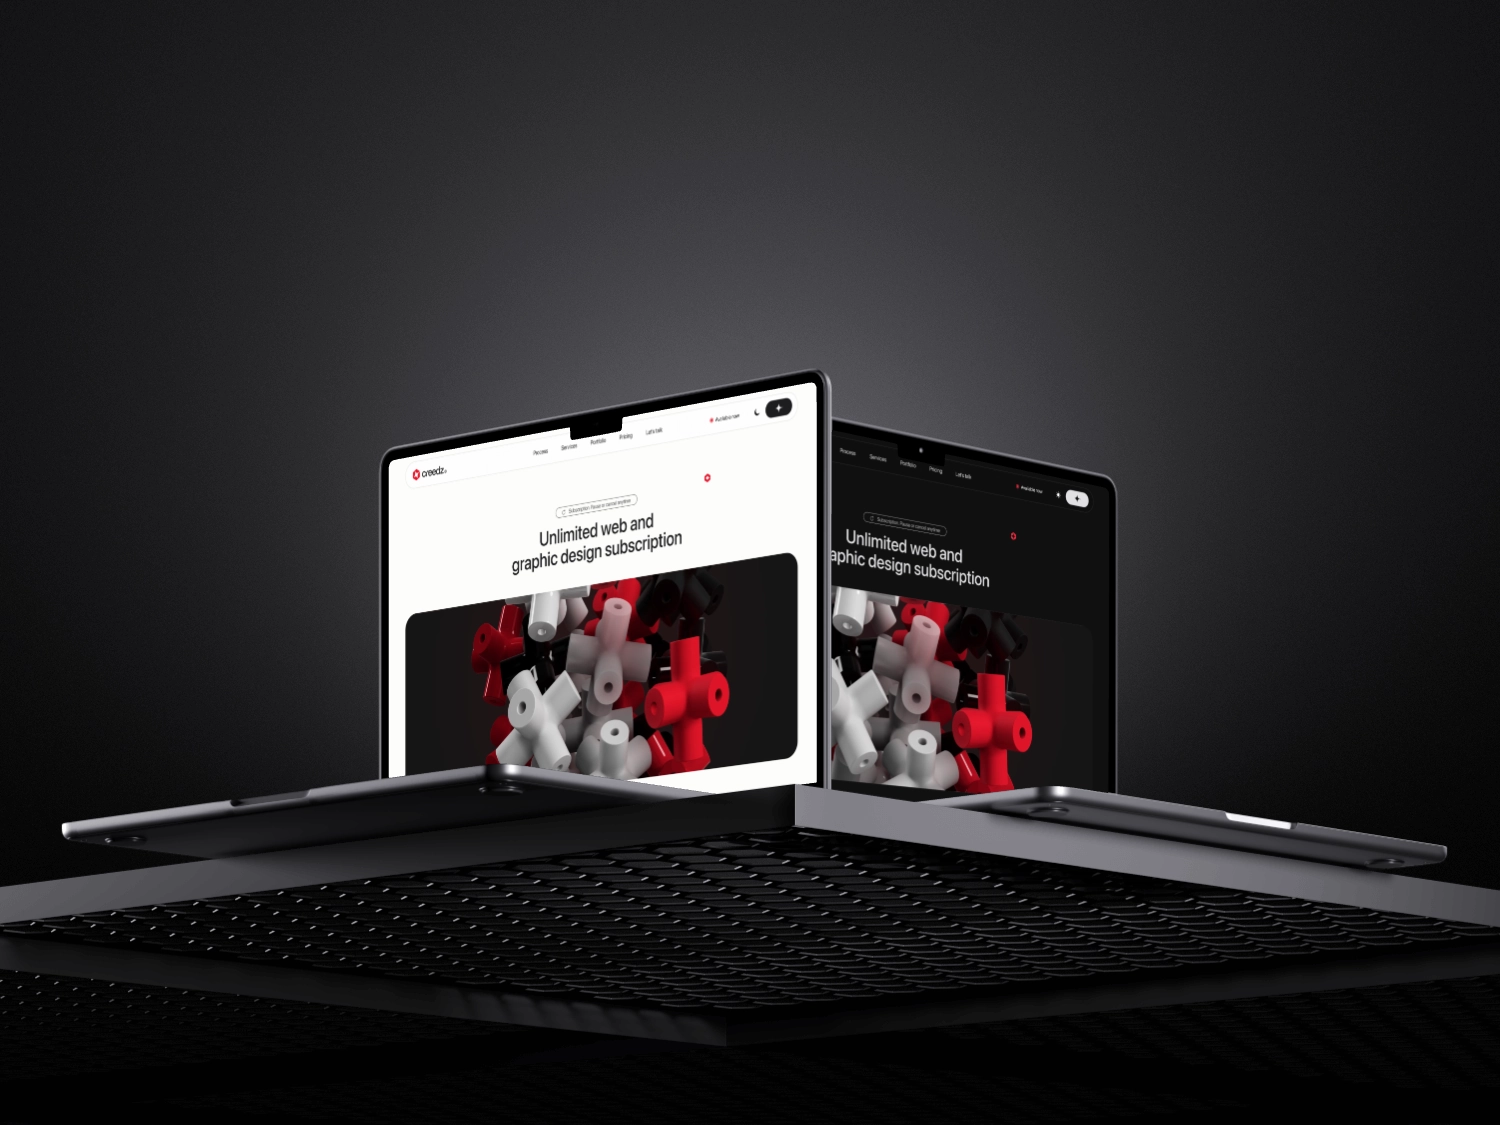 creedz®
Process
Services
Portfolio
Pricing
Let's talk
Available now
Subscription. Pause or cancel anytime
Unlimited web and
graphic design subscription
Process
Services
Portfolio
Pricing
Let's talk
Available now
Subscription. Pause or cancel anytime
Unlimited web and
aphic design subscription